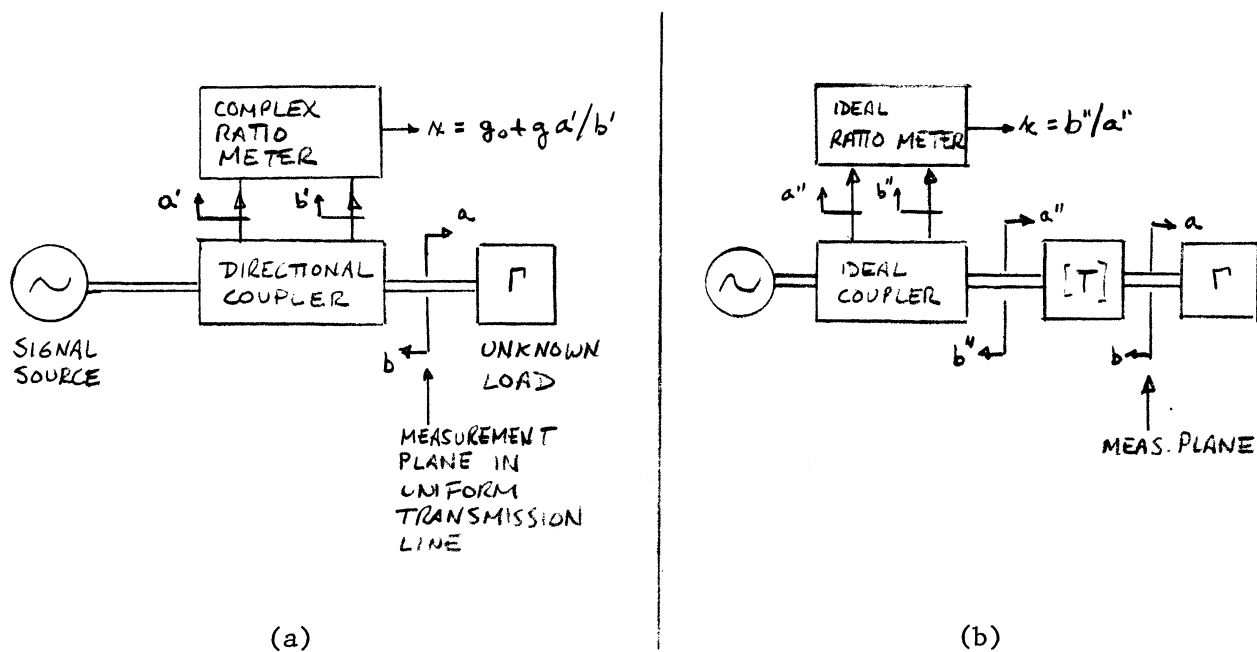 COMPLEX
RATIO
METER
κ = g₀ + g a'/b'
a'
b'
a
DIRECTIONAL
COUPLER
Γ
SIGNAL
SOURCE
b
UNKNOWN
LOAD
MEASUREMENT
PLANE IN
UNIFORM
TRANSMISSION
LINE
(a)
IDEAL
RATIO METER
κ = b"/a"
a"
b"
a"
a
IDEAL
COUPLER
[T]
Γ
b"
b
MEAS. PLANE
(b)